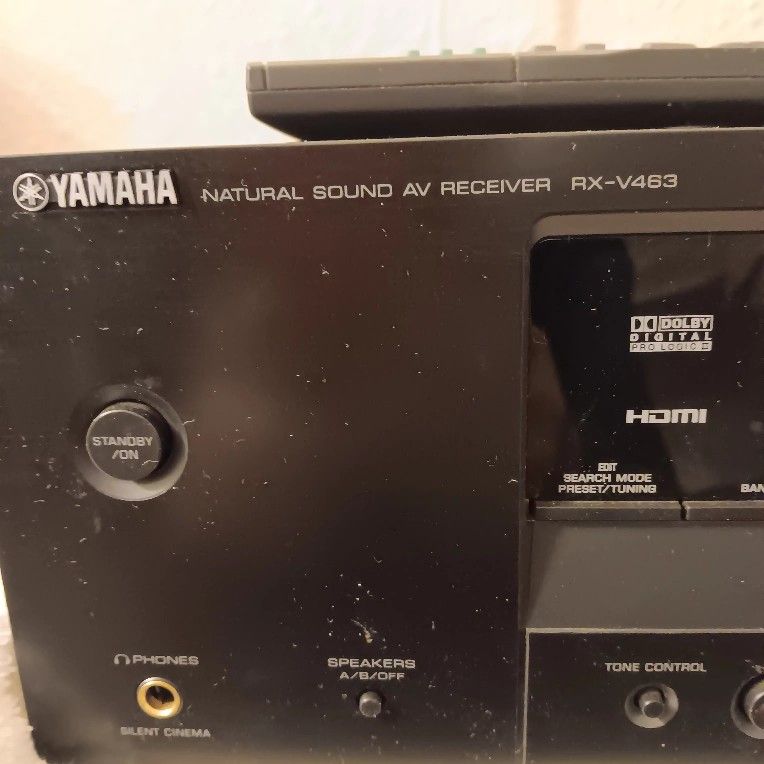 YAMAHA NATURAL SOUND AV RECEIVER RX-V463
DOLBY
DIGITAL
PRO LOGIC II
HDMI
STANDBY
/ON
EDIT
SEARCH MODE
PRESET/TUNING
BAN
PHONES
SPEAKERS
A/B/OFF
TONE CONTROL
SILENT CINEMA